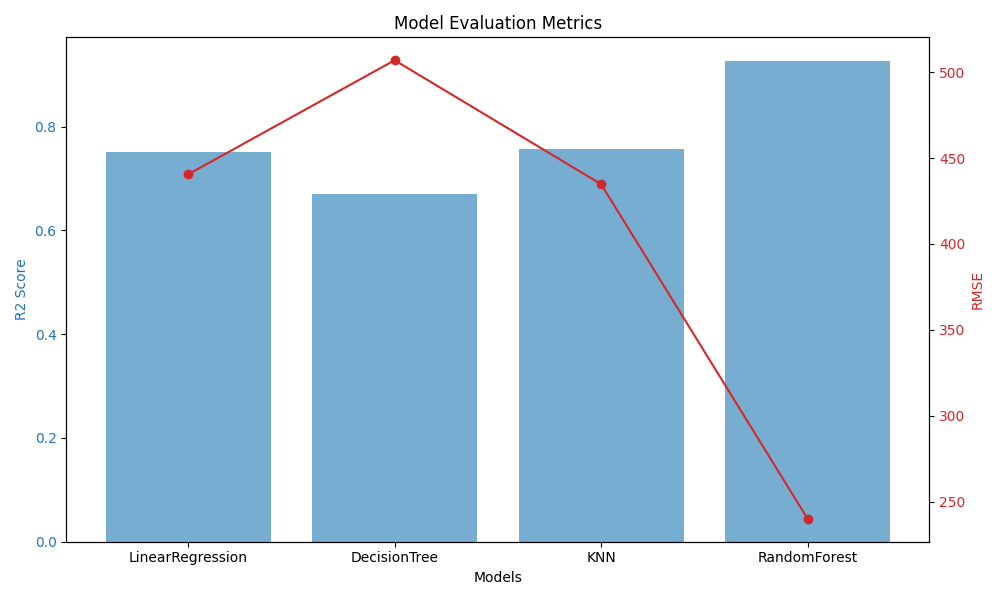 Model Evaluation Metrics
0.8
0.6
0.4
0.2
0.0
R2 Score
500
450
400
350
300
250
RMSE
LinearRegression DecisionTree KNN RandomForest
Models